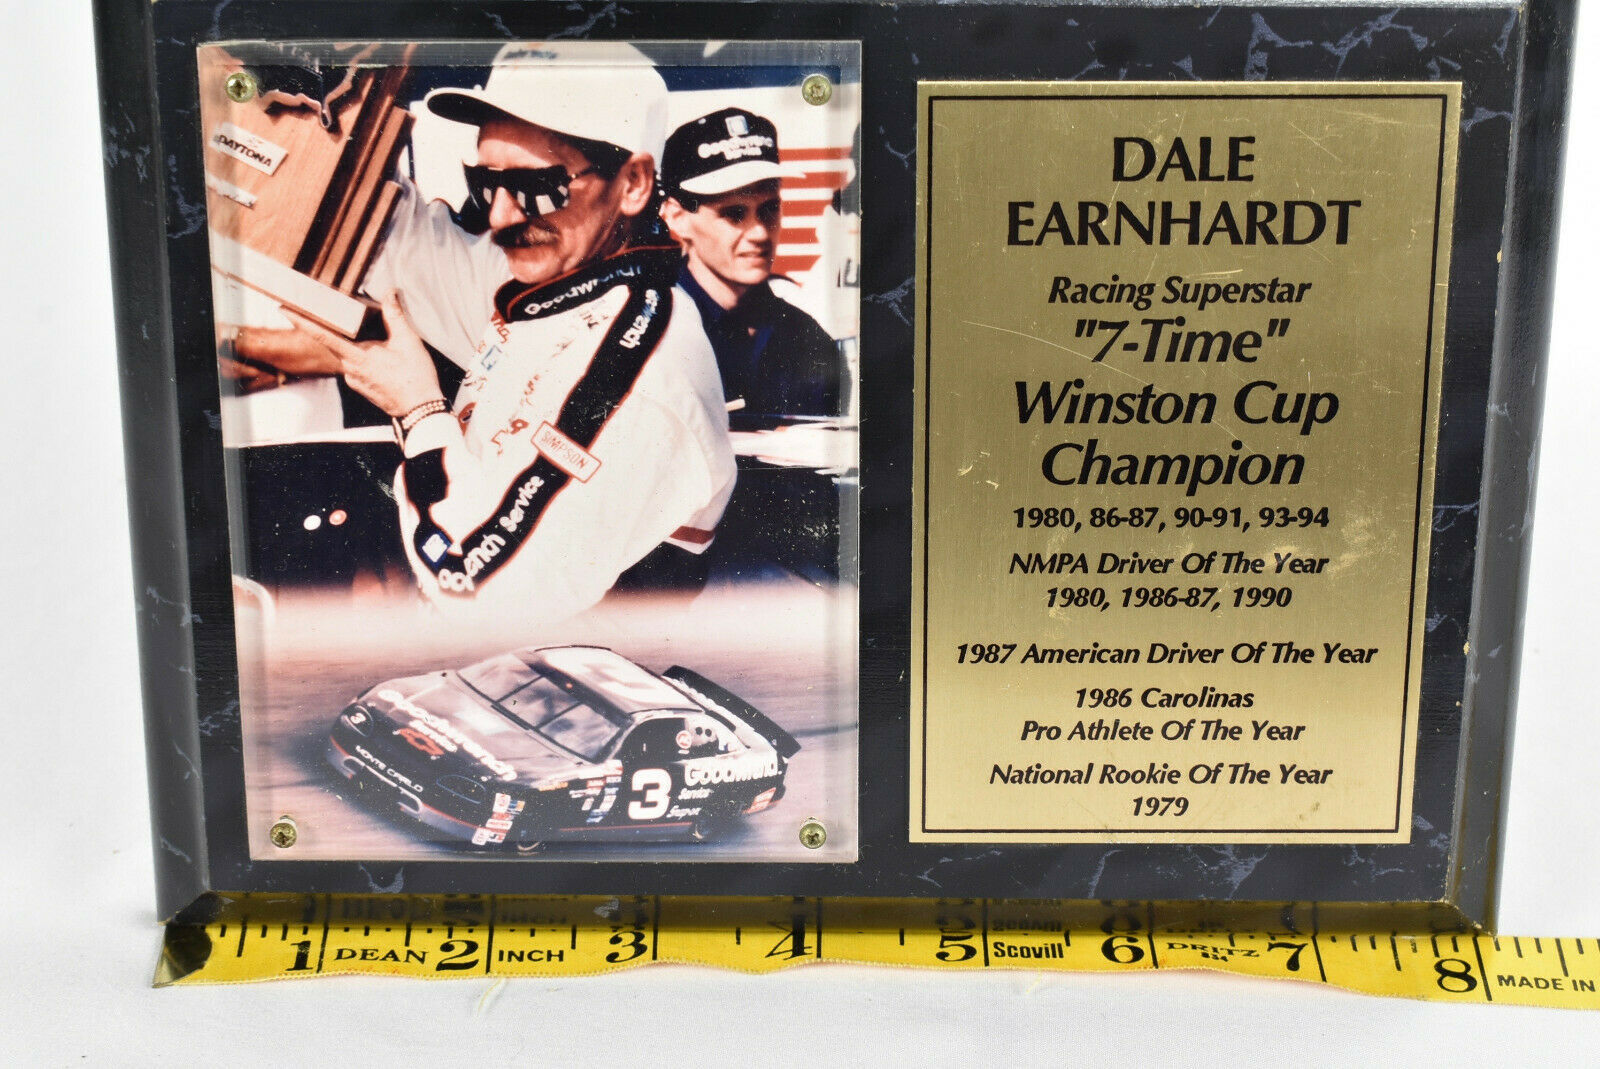 DALE
EARNHARDT
Racing Superstar
"7-Time"
Winston Cup
Champion
1980, 86-87, 90-91, 93-94
NMPA Driver Of The Year
1980, 1986-87, 1990
1987 American Driver Of The Year
1986 Carolinas
Pro Athlete Of The Year
National Rookie Of The Year
1979
DAYTONA
Goodwrench
SIMPSON
Goodwrench Service
3
MONTE CARLO
3
Goodwrench
Service
1 DEAN 2 INCH 3 4 5 Scovill 6 DRITZ 7 8 MADE IN